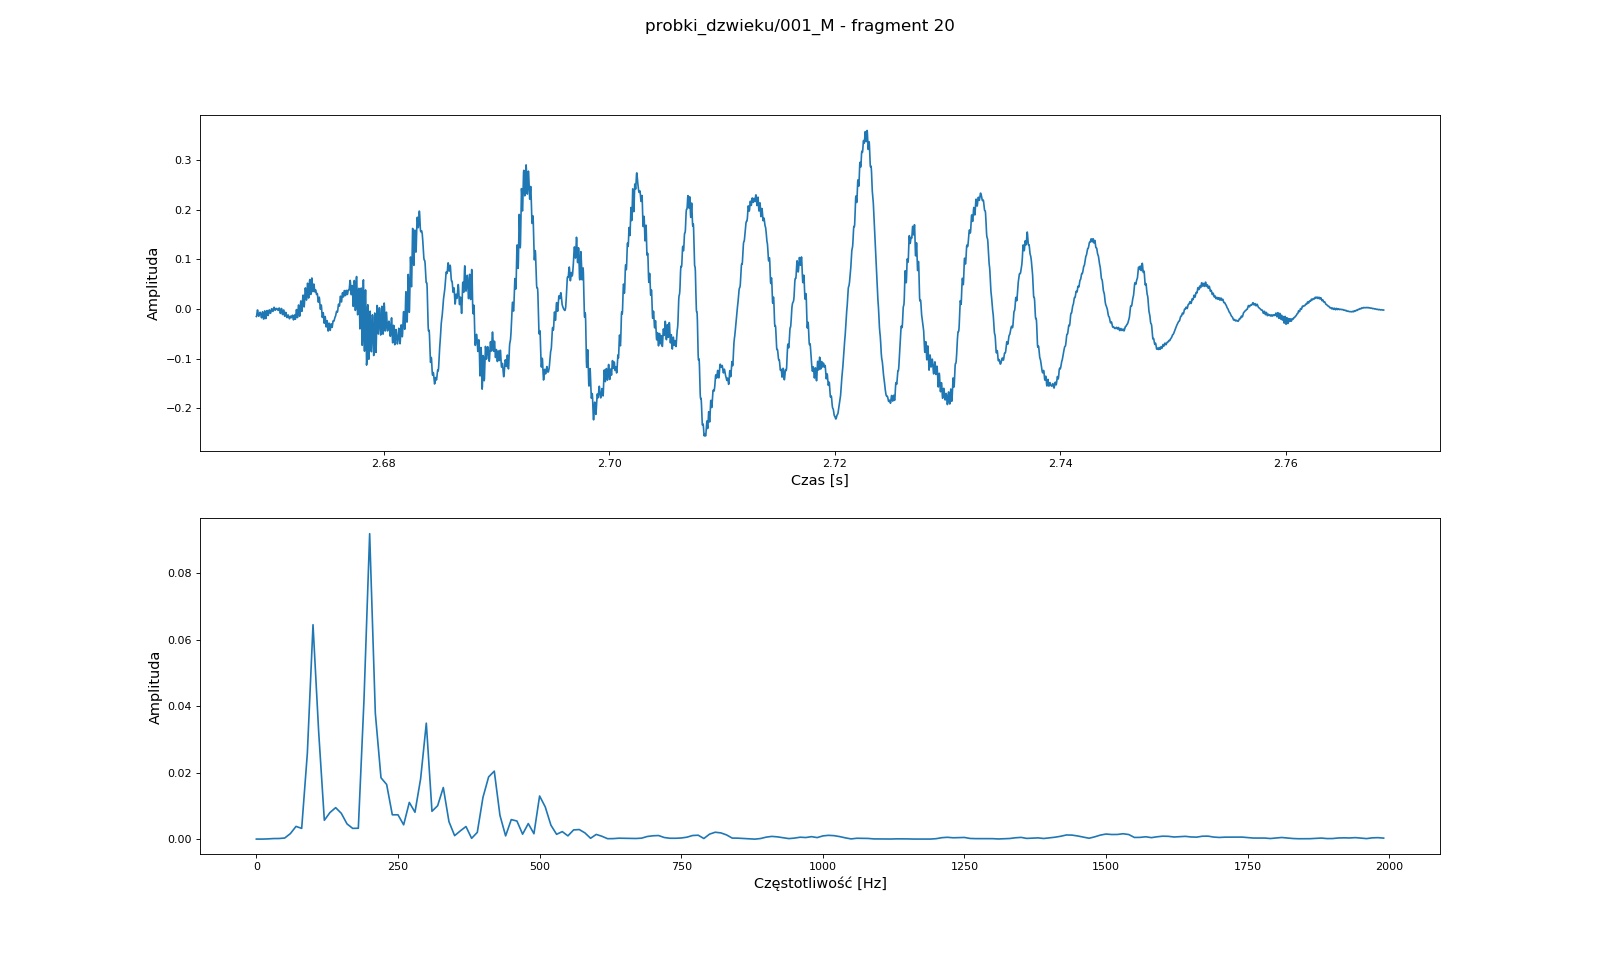 probki_dzwieku/001_M - fragment 20
Amplituda
0.3
0.2
0.1
0.0
−0.1
−0.2
2.68 2.70 2.72 2.74 2.76
Czas [s]
Amplituda
0.08
0.06
0.04
0.02
0.00
0 250 500 750 1000 1250 1500 1750 2000
Częstotliwość [Hz]